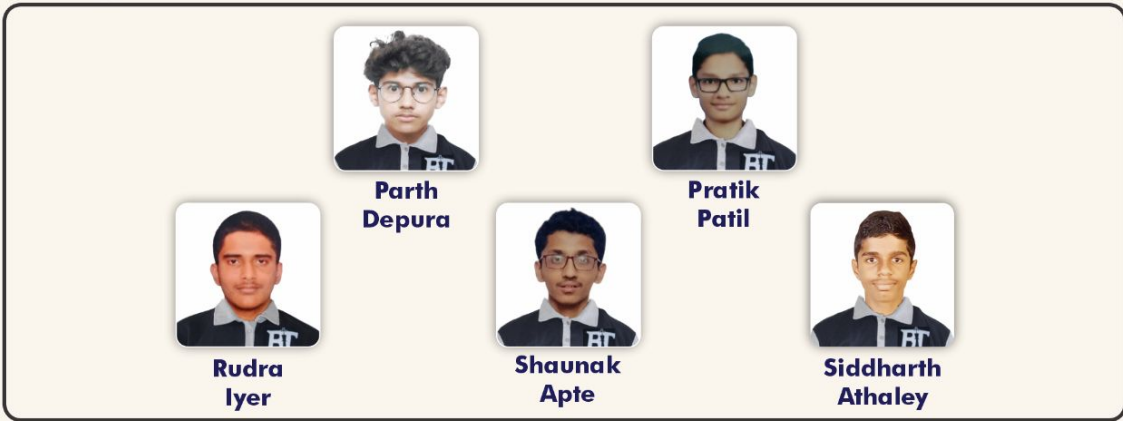 Parth
Depura
Pratik
Patil
Rudra
Iyer
Shaunak
Apte
Siddharth
Athaley